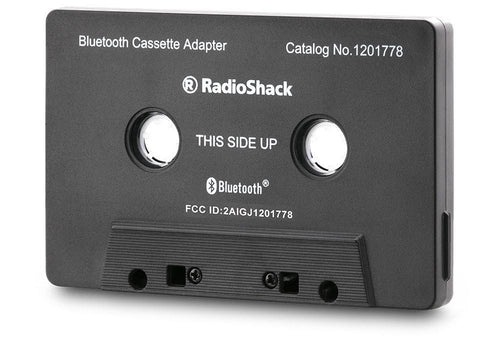 Bluetooth Cassette Adapter Catalog No.1201778
® RadioShack
THIS SIDE UP
Bluetooth®
FCC ID:2AIGJ1201778